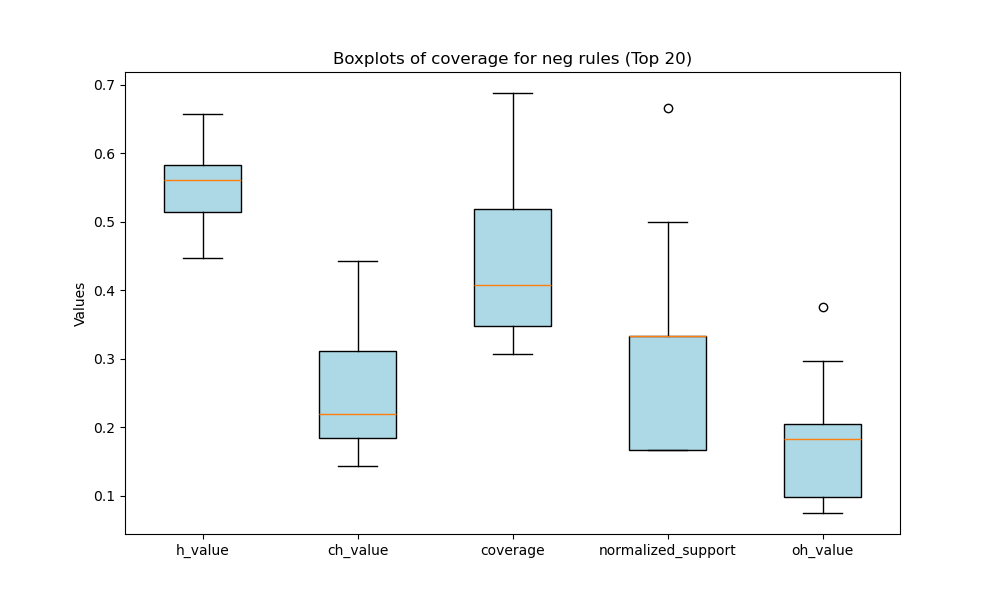 Boxplots of coverage for neg rules (Top 20)
Values
0.7
0.6
0.5
0.4
0.3
0.2
0.1
h_value ch_value coverage normalized_support oh_value